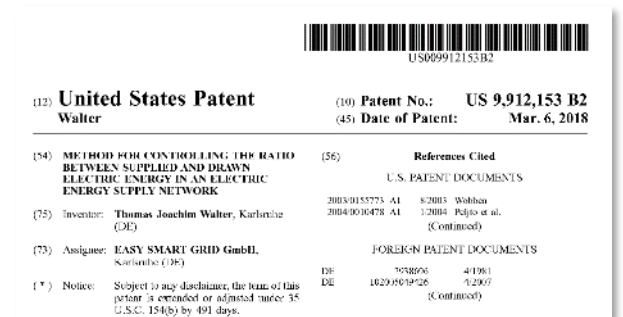 US009912153B2
(12) United States Patent
Walter
(10) Patent No.: US 9,912,153 B2
(45) Date of Patent: Mar. 6, 2018
(54) METHOD FOR CONTROLLING THE RATIO
BETWEEN SUPPLIED AND DRAWN
ELECTRIC ENERGY IN AN ELECTRIC
ENERGY SUPPLY NETWORK
(75) Inventor: Thomas Joachim Walter, Karlsruhe
(DE)
(73) Assignee: EASY SMART GRID GmbH,
Karlsruhe (DE)
( * ) Notice: Subject to any disclaimer, the term of this
patent is extended or adjusted under 35
U.S.C. 154(b) by 491 days.
(56) References Cited
U.S. PATENT DOCUMENTS
2003/0155773 A1 8/2003 Wobben
2004/0010478 A1 1/2004 Peljto et al.
(Continued)
FOREIGN PATENT DOCUMENTS
DE 2938606 4/1981
DE 102005049426 4/2007
(Continued)